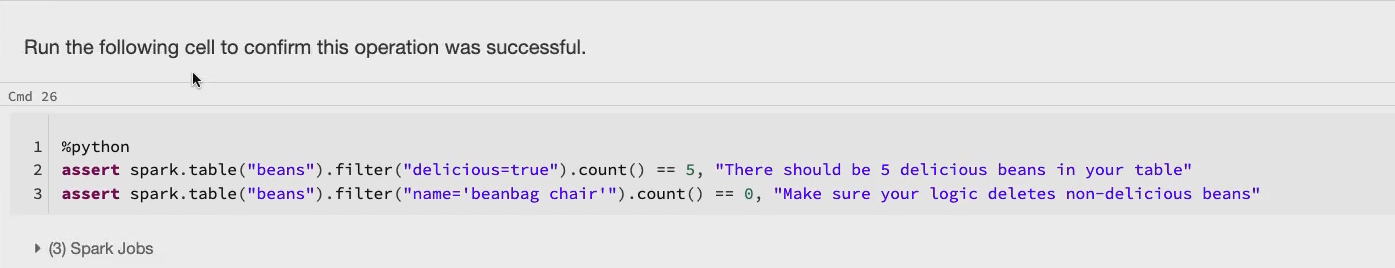 Run the following cell to confirm this operation was successful.
Cmd 26
1 %python
2 assert spark.table("beans").filter("delicious=true").count() == 5, "There should be 5 delicious beans in your table"
3 assert spark.table("beans").filter("name='beanbag chair'").count() == 0, "Make sure your logic deletes non-delicious beans"
(3) Spark Jobs